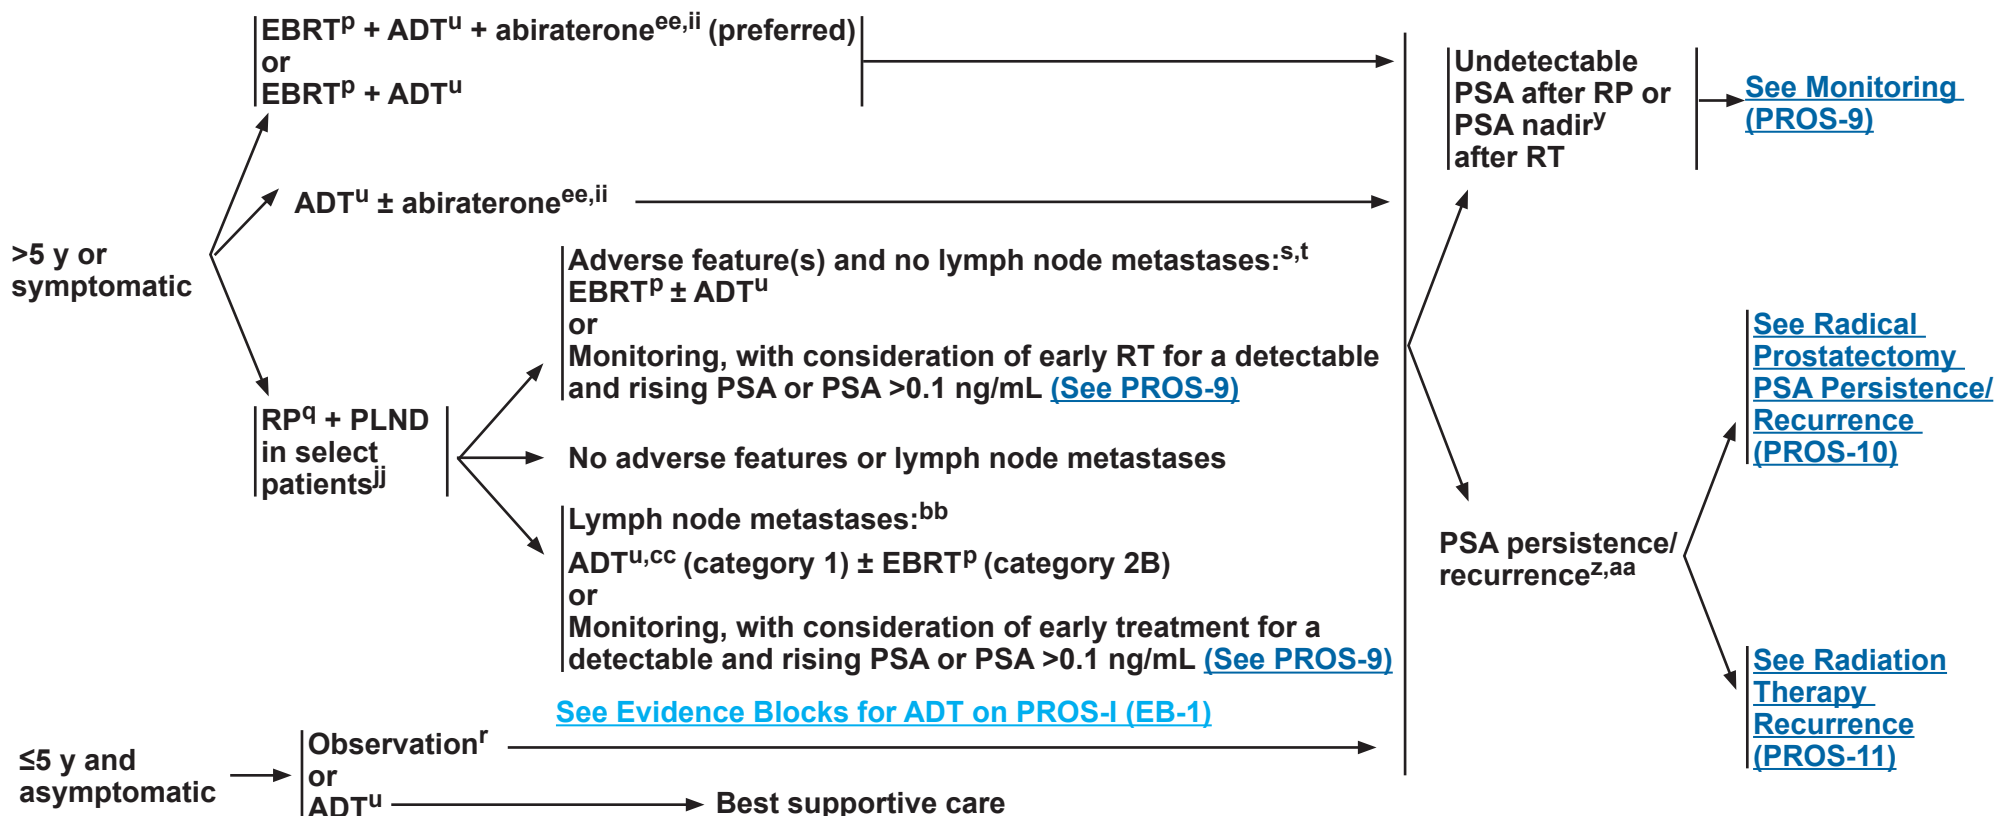 >5 y or
symptomatic
EBRTp + ADTu + abirateroneee,ii (preferred)
or
EBRTp + ADTu
ADTu ± abirateroneee,ii
RPq + PLND
in select
patientsjj
Adverse feature(s) and no lymph node metastases:s,t
EBRTp ± ADTu
or
Monitoring, with consideration of early RT for a detectable
and rising PSA or PSA >0.1 ng/mL (See PROS-9)
No adverse features or lymph node metastases
Lymph node metastases:bb
ADTu,cc (category 1) ± EBRTp (category 2B)
or
Monitoring, with consideration of early treatment for a
detectable and rising PSA or PSA >0.1 ng/mL (See PROS-9)
See Evidence Blocks for ADT on PROS-I (EB-1)
≤5 y and
asymptomatic
Observationr
or
ADTu
Best supportive care
Undetectable
PSA after RP or
PSA nadiry
after RT
See Monitoring
(PROS-9)
PSA persistence/
recurrencez,aa
See Radical
Prostatectomy
PSA Persistence/
Recurrence
(PROS-10)
See Radiation
Therapy
Recurrence
(PROS-11)